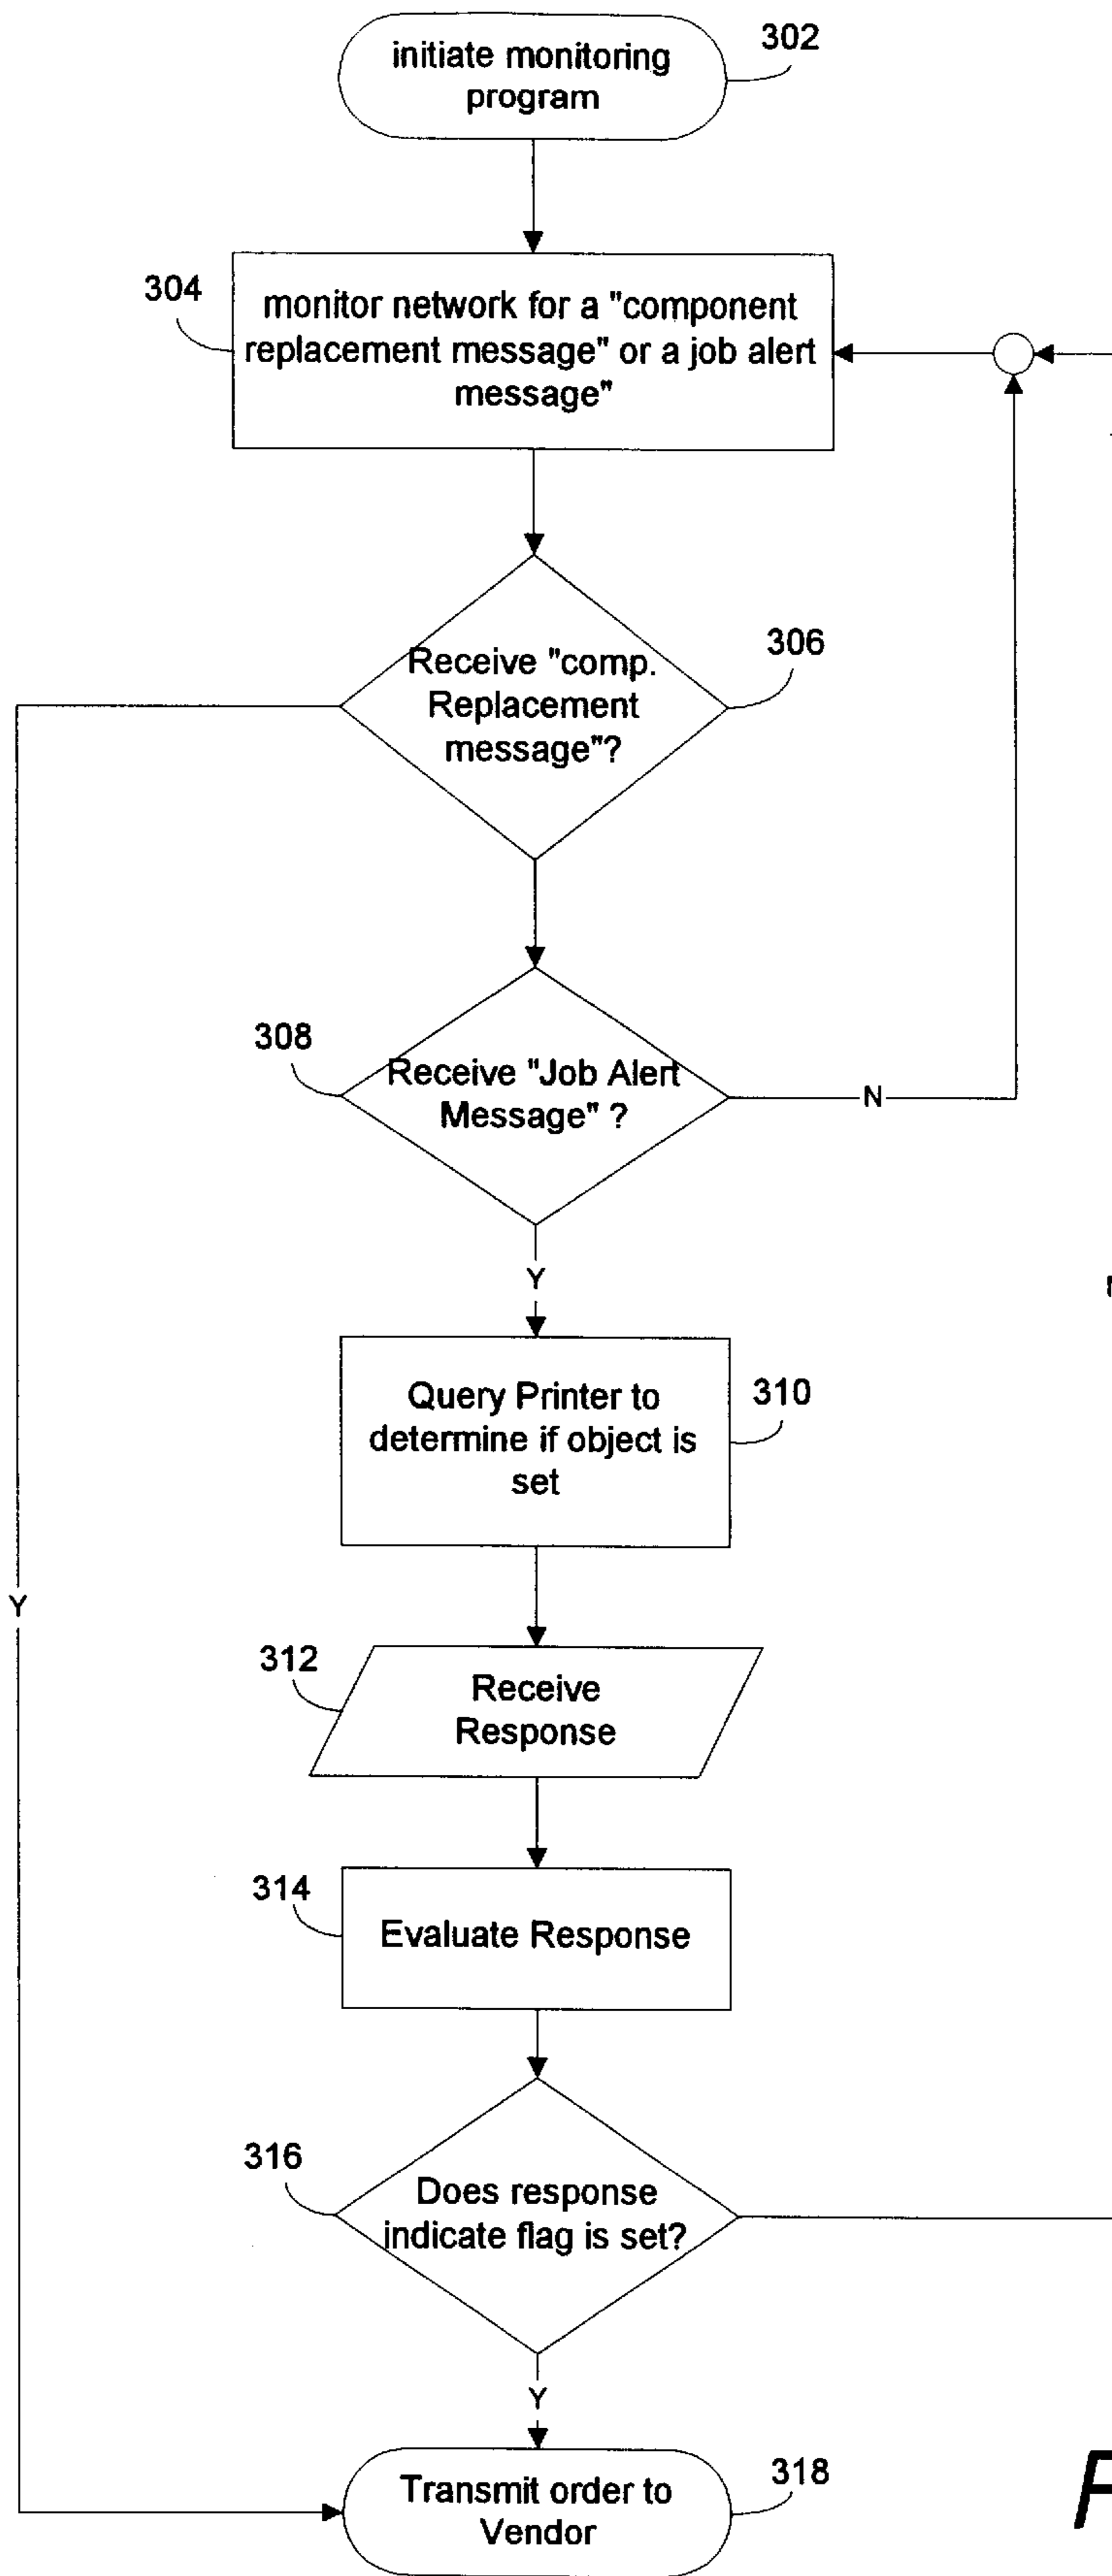 initiate monitoring
program
302
304
monitor network for a "component
replacement message" or a job alert
message"
Receive "comp.
Replacement
message"?
306
308
Receive "Job Alert
Message" ?
N
Y
Query Printer to
determine if object is
set
310
Y
312
Receive
Response
314
Evaluate Response
316
Does response
indicate flag is set?
Y
Transmit order to
Vendor
318
F